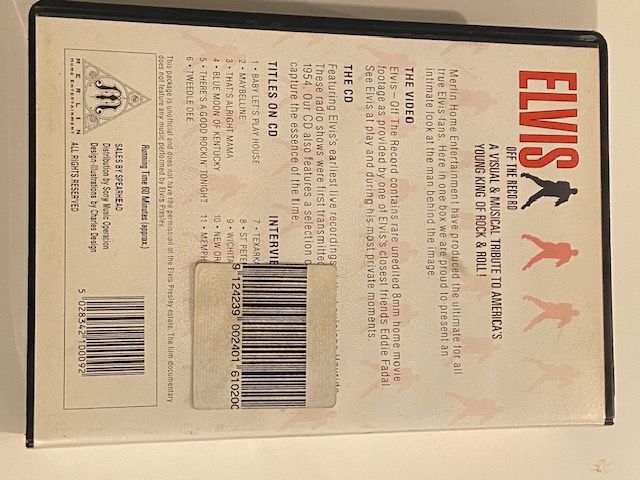 ELVIS
OFF THE RECORD
A VISUAL & MUSICAL TRIBUTE TO AMERICA'S
YOUNG KING OF ROCK & ROLL!
Merlin Home Entertainment have produced the ultimate for all
true Elvis fans. Here in one box we are proud to present an
intimate look at the man behind the image.
THE VIDEO
Elvis - Off The Record contains rare unedited 8mm home movie
footage as provided by one of Elvis's closest friends Eddie Fadal.
See Elvis at play and during his most private moments
THE CD
Featuring Elvis's earliest live recordings
These radio shows were first transmitted
1954. Our CD also features a selection
capture the essence of the time.
TITLES ON CD
1 • BABY LET'S PLAY HOUSE
2 • MAYBELLINE
3 • THAT'S ALRIGHT MAMA
4 • BLUE MOON OF KENTUCKY
5 • THERE'S A GOOD ROCKIN' TONIGHT
6 • TWEEDLE DEE
INTERVIE
7 • TEXARK
8 • ST PETE
9 • WICHITA
10 • NEW OR
11 • MEMPH
9 124239 002401 610200
This package is unofficial and does not have the permission of the Elvis Presley estate. The film documentary
does not feature any music performed by Elvis Presley.
M
MERLIN
HOME ENTERTAINMENT
Running Time 60 Minutes (approx.)
SALES BY SPEARHEAD
Distribution by Sony Music Operation
Design-Illustrations by Charles Design
ALL RIGHTS RESERVED
5 028342 100092